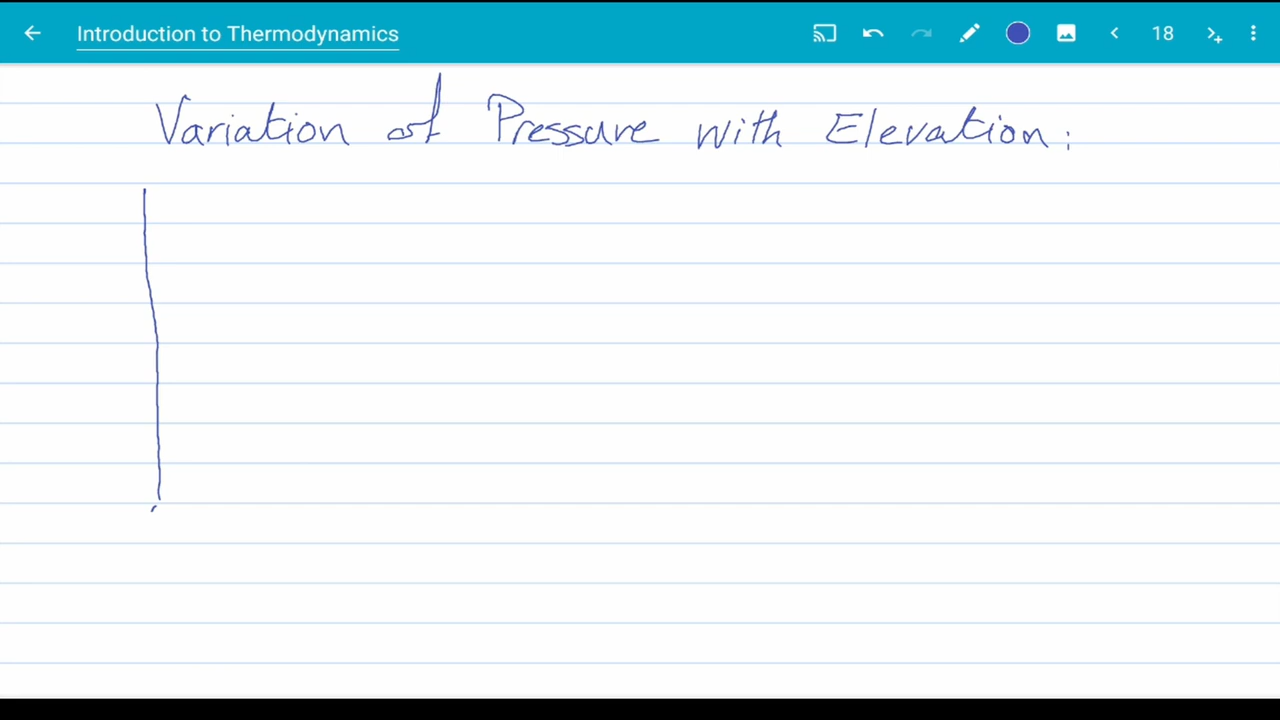 Introduction to Thermodynamics
18
Variation of Pressure with Elevation: